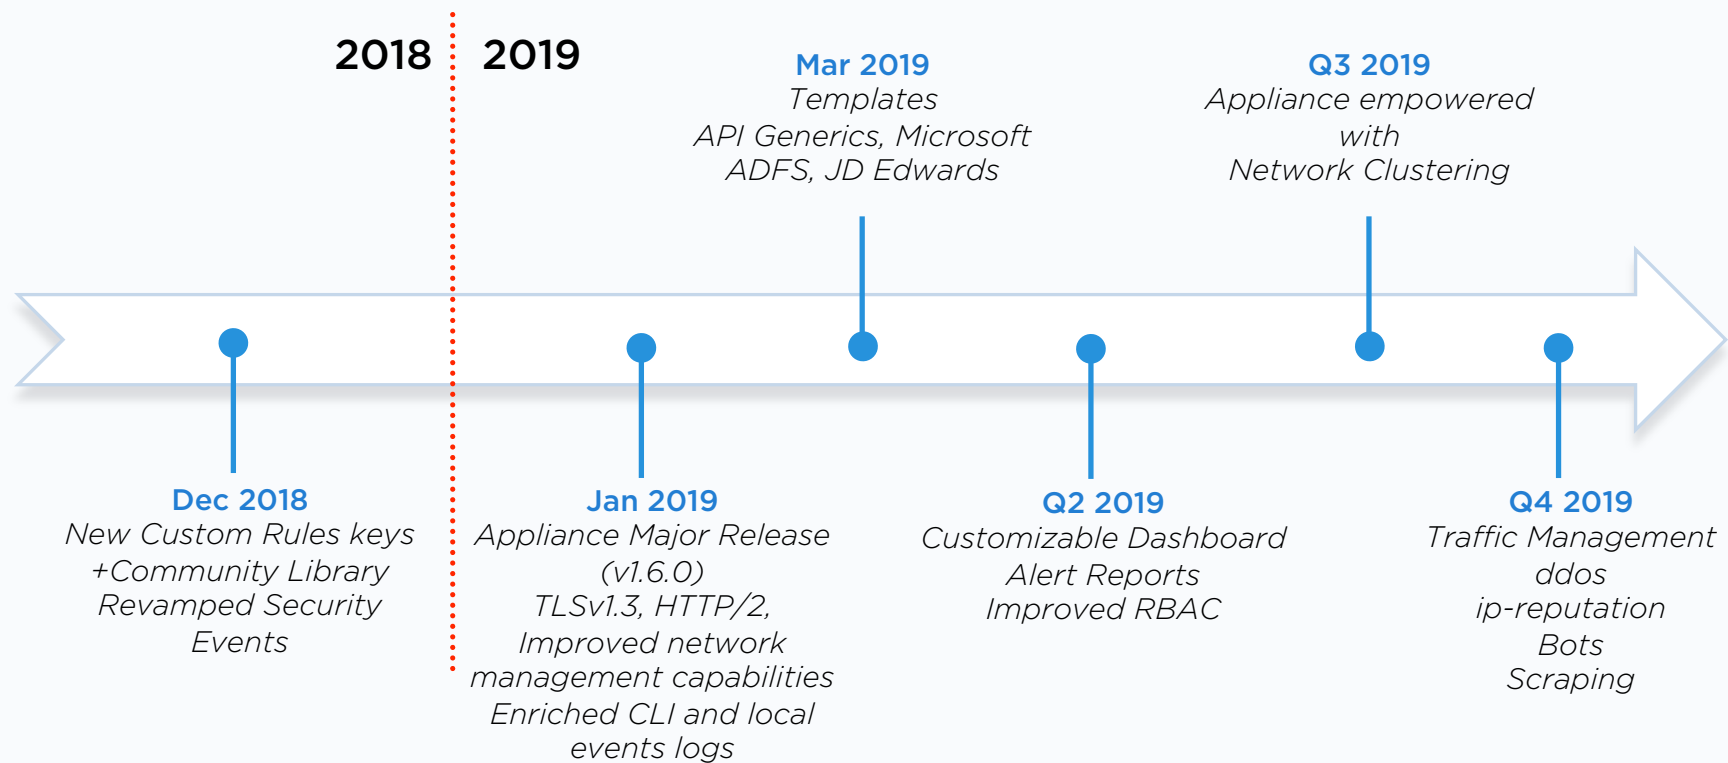 2018
2019
Mar 2019
Templates
API Generics, Microsoft
ADFS, JD Edwards
Q3 2019
Appliance empowered
with
Network Clustering
Dec 2018
New Custom Rules keys
+Community Library
Revamped Security
Events
Jan 2019
Appliance Major Release
(v1.6.0)
TLSv1.3, HTTP/2,
Improved network
management capabilities
Enriched CLI and local
events logs
Q2 2019
Customizable Dashboard
Alert Reports
Improved RBAC
Q4 2019
Traffic Management
ddos
ip-reputation
Bots
Scraping